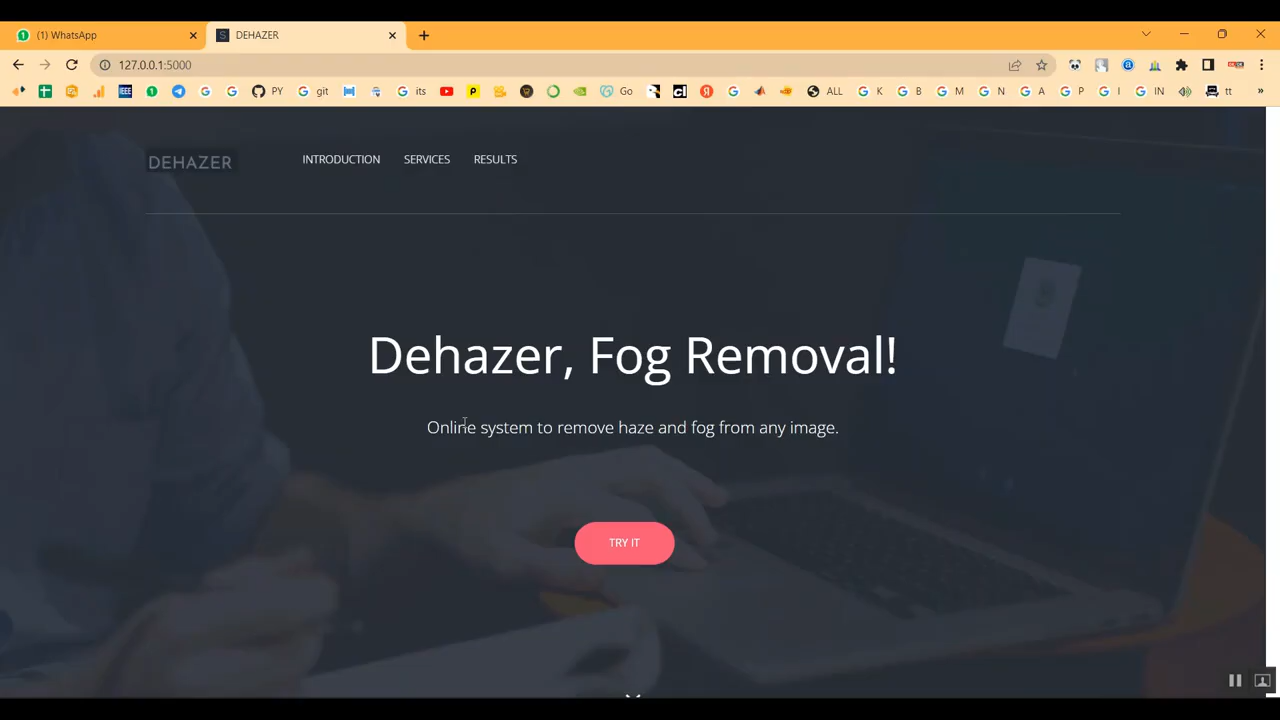 (1) WhatsApp
DEHAZER
127.0.0.1:5000
IEEE
PY
git
its
Go
ALL
K
B
M
N
A
P
I
IN
tt
»
DEHAZER
INTRODUCTION
SERVICES
RESULTS
Dehazer, Fog Removal!
Online system to remove haze and fog from any image.
TRY IT